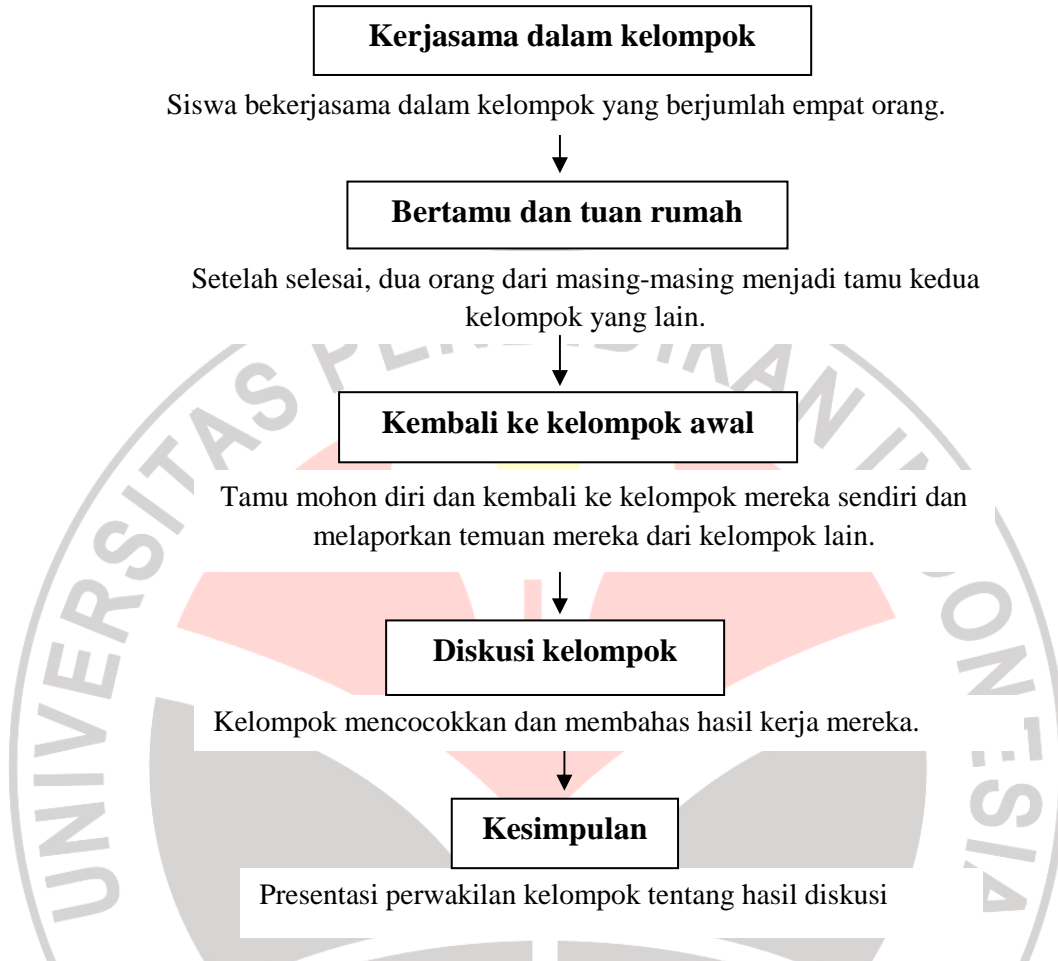 Kerjasama dalam kelompok
Siswa bekerjasama dalam kelompok yang berjumlah empat orang.
Bertamu dan tuan rumah
Setelah selesai, dua orang dari masing-masing menjadi tamu kedua
kelompok yang lain.
Kembali ke kelompok awal
Tamu mohon diri dan kembali ke kelompok mereka sendiri dan
melaporkan temuan mereka dari kelompok lain.
Diskusi kelompok
Kelompok mencocokkan dan membahas hasil kerja mereka.
Kesimpulan
Presentasi perwakilan kelompok tentang hasil diskusi